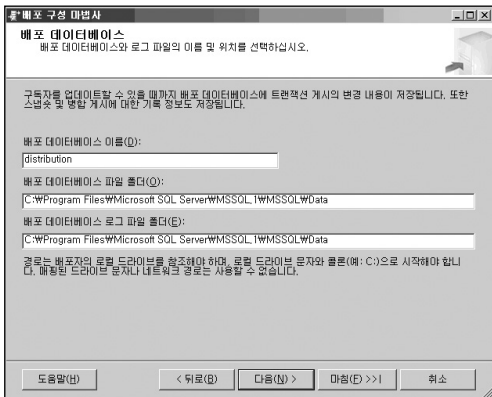 배포 구성 마법사
배포 데이터베이스
배포 데이터베이스와 로그 파일의 이름 및 위치를 선택하십시오.
구독자를 업데이트할 수 있을 때까지 배포 데이터베이스에 트랜잭션 게시의 변경 내용이 저장됩니다. 또한
스냅숏 및 병합 게시에 대한 기록 정보도 저장됩니다.
배포 데이터베이스 이름(D):
distribution
배포 데이터베이스 파일 폴더(O):
C:₩Program Files₩Microsoft SQL Server₩MSSQL.1₩MSSQL₩Data
배포 데이터베이스 로그 파일 폴더(F):
C:₩Program Files₩Microsoft SQL Server₩MSSQL.1₩MSSQL₩Data
경로는 배포자의 로컬 드라이브를 참조해야 하며, 로컬 드라이브 문자와 콜론(예: C:)으로 시작해야 합니
다. 매핑된 드라이브 문자나 네트워크 경로는 사용할 수 없습니다.
도움말(H) < 뒤로(B) 다음(N) > 마침(F) >>| 취소